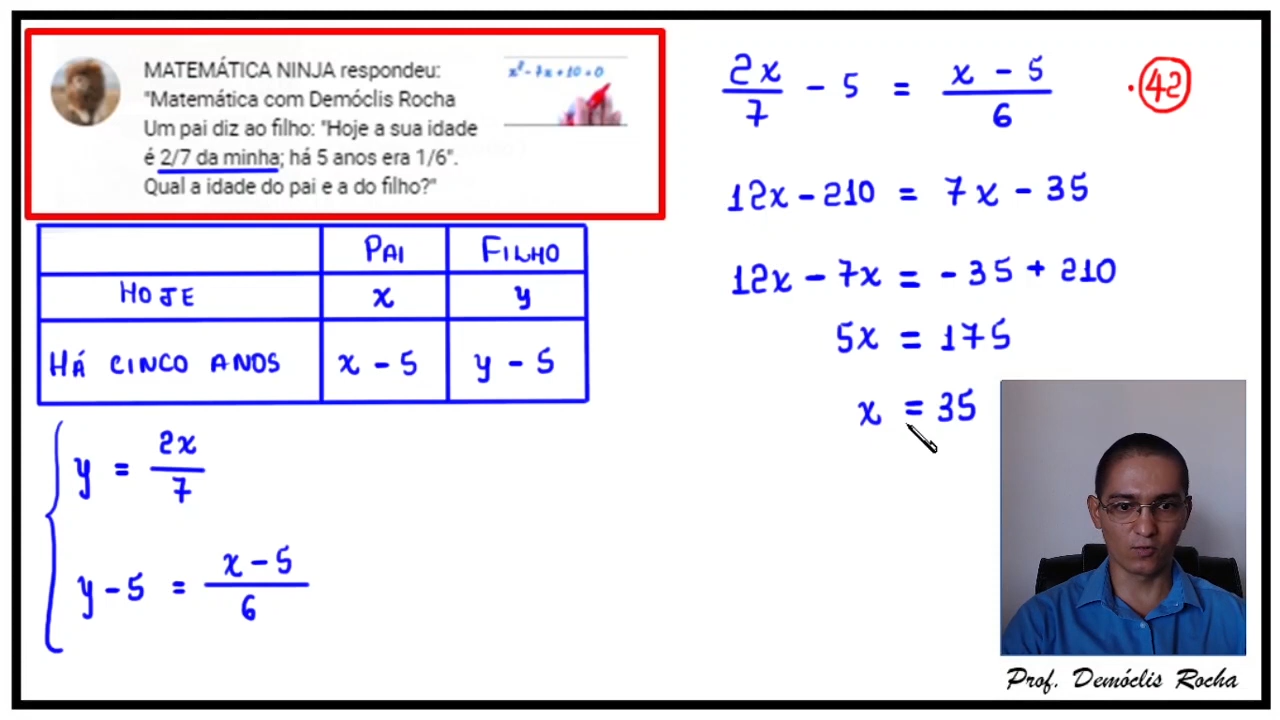 MATEMÁTICA NINJA respondeu:
"Matemática com Demóclis Rocha
Um pai diz ao filho: "Hoje a sua idade
é 2/7 da minha; há 5 anos era 1/6".
Qual a idade do pai e a do filho?"
x² - 7x + 10 = 0
PAI FILHO
HOJE x y
HÁ CINCO ANOS x - 5 y - 5
y = 2x/7
y - 5 = (x - 5)/6
2x/7 - 5 = (x - 5)/6 · 42
12x - 210 = 7x - 35
12x - 7x = - 35 + 210
5x = 175
x = 35
Prof. Demóclis Rocha